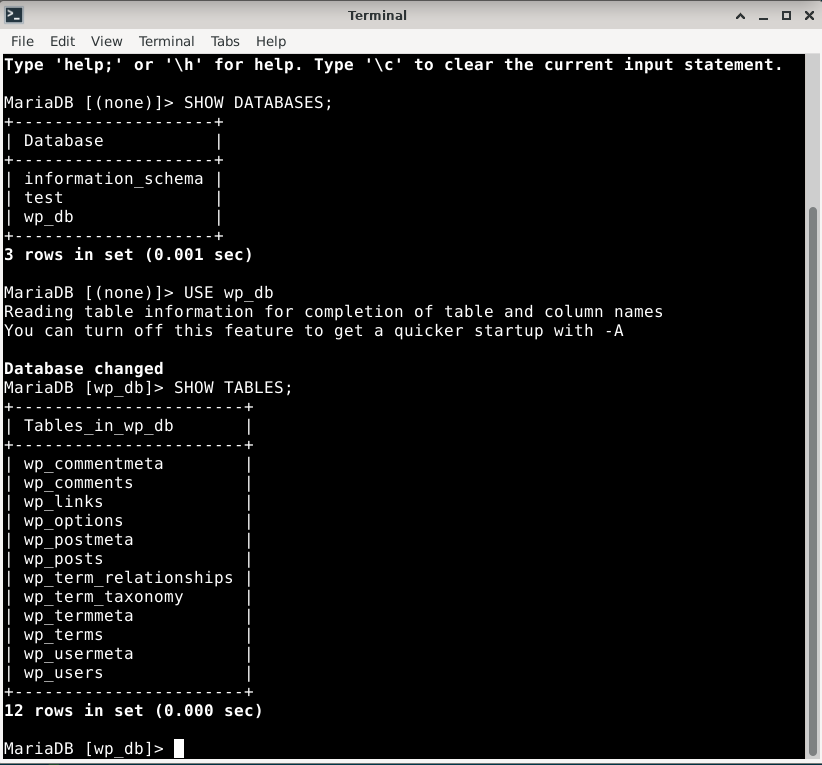 Terminal
File Edit View Terminal Tabs Help
Type 'help;' or '\h' for help. Type '\c' to clear the current input statement.
MariaDB [(none)]> SHOW DATABASES;
+--------------------+
| Database           |
+--------------------+
| information_schema |
| test               |
| wp_db              |
+--------------------+
3 rows in set (0.001 sec)
MariaDB [(none)]> USE wp_db
Reading table information for completion of table and column names
You can turn off this feature to get a quicker startup with -A
Database changed
MariaDB [wp_db]> SHOW TABLES;
+-----------------------+
| Tables_in_wp_db       |
+-----------------------+
| wp_commentmeta        |
| wp_comments           |
| wp_links              |
| wp_options            |
| wp_postmeta           |
| wp_posts              |
| wp_term_relationships |
| wp_term_taxonomy      |
| wp_termmeta           |
| wp_terms              |
| wp_usermeta           |
| wp_users              |
+-----------------------+
12 rows in set (0.000 sec)
MariaDB [wp_db]>